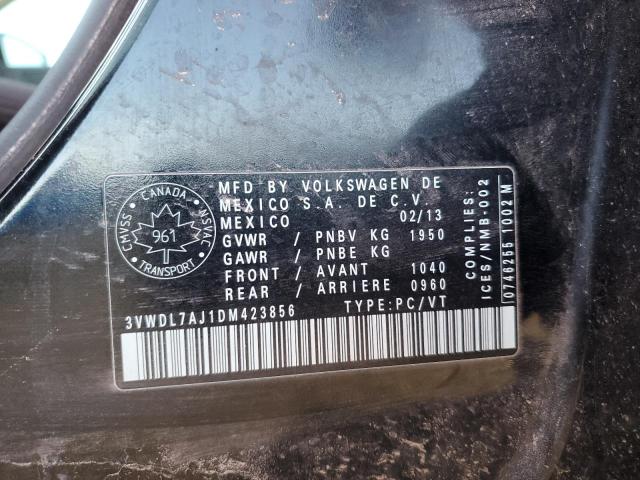 CANADA
CMVSS
NSVAC
961
TRANSPORT
MFD BY VOLKSWAGEN DE
MEXICO S.A. DE C.V.
MEXICO 02/13
GVWR / PNBV KG 1950
GAWR / PNBE KG
FRONT / AVANT 1040
REAR / ARRIERE 0960
3VWDL7AJ1DM423856 TYPE:PC/VT
COMPLIES:
ICES/NMB-002
0746255 1002 M